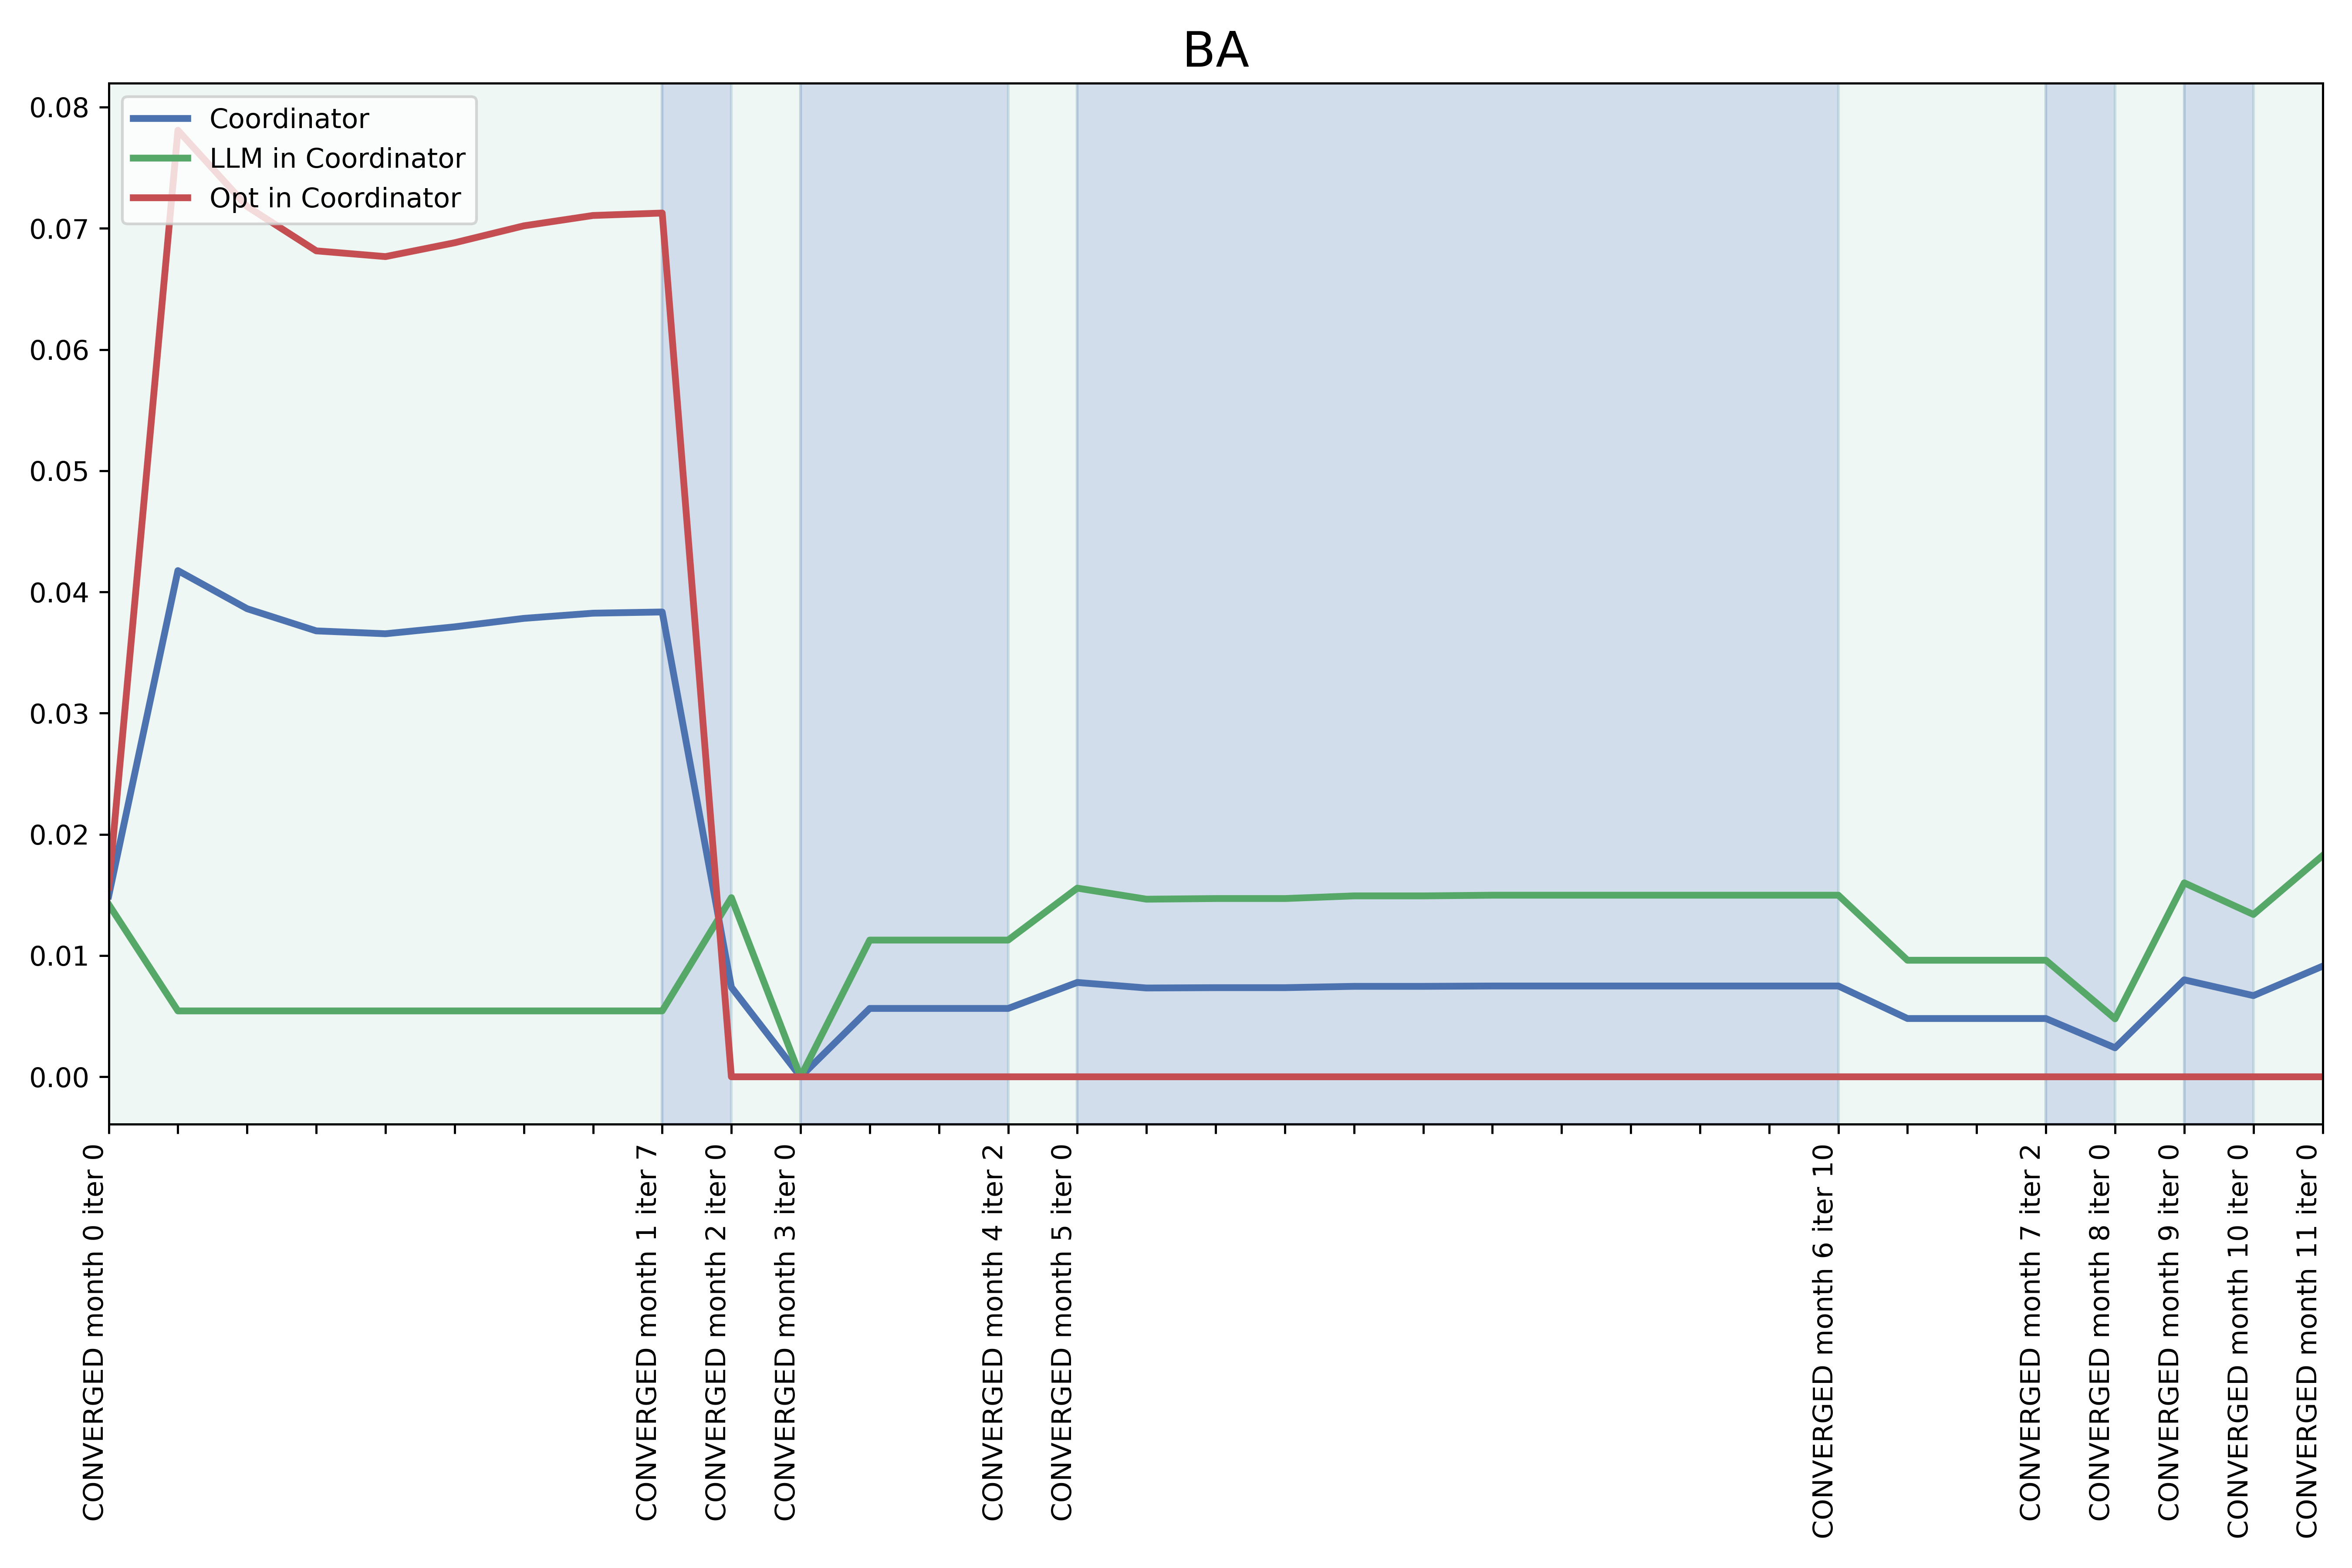 BA
0.08
0.07
0.06
0.05
0.04
0.03
0.02
0.01
0.00
Coordinator
LLM in Coordinator
Opt in Coordinator
CONVERGED month 0 iter 0
CONVERGED month 1 iter 7
CONVERGED month 2 iter 0
CONVERGED month 3 iter 0
CONVERGED month 4 iter 2
CONVERGED month 5 iter 0
CONVERGED month 6 iter 10
CONVERGED month 7 iter 2
CONVERGED month 8 iter 0
CONVERGED month 9 iter 0
CONVERGED month 10 iter 0
CONVERGED month 11 iter 0